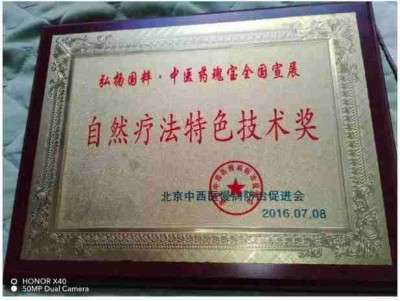 弘扬国粹·中医药瑰宝全国宣展
自然疗法特色技术奖
北京中西医慢病防治促进会
2016.07.08
HONOR X40
50MP Dual Camera